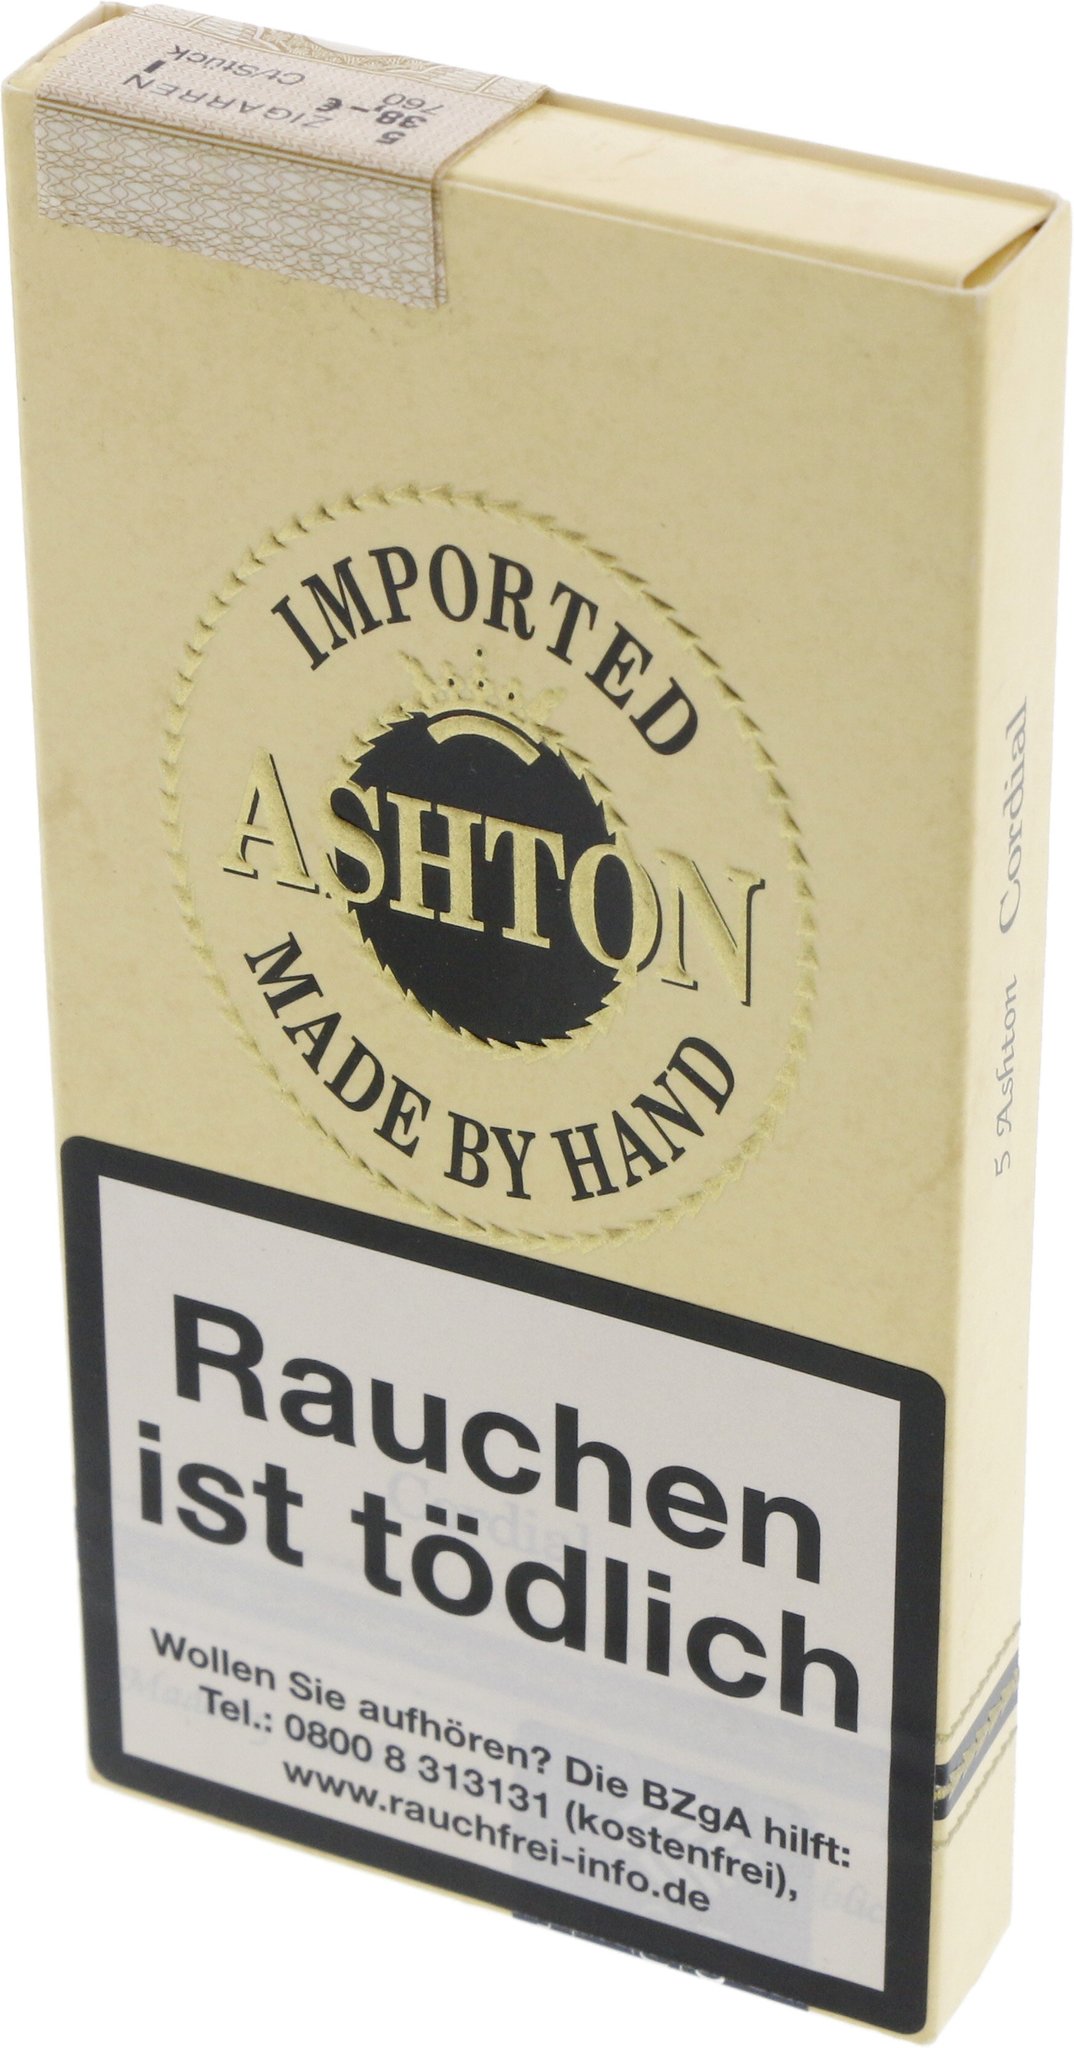 5
ZIGARREN
38,– €
760
Ct/Stück
IMPORTED
ASHTON
MADE BY HAND
5 Ashton Cordial
Rauchen
ist tödlich
Wollen Sie aufhören? Die BZgA hilft:
Tel.: 0800 8 313131 (kostenfrei),
www.rauchfrei-info.de
Cordial